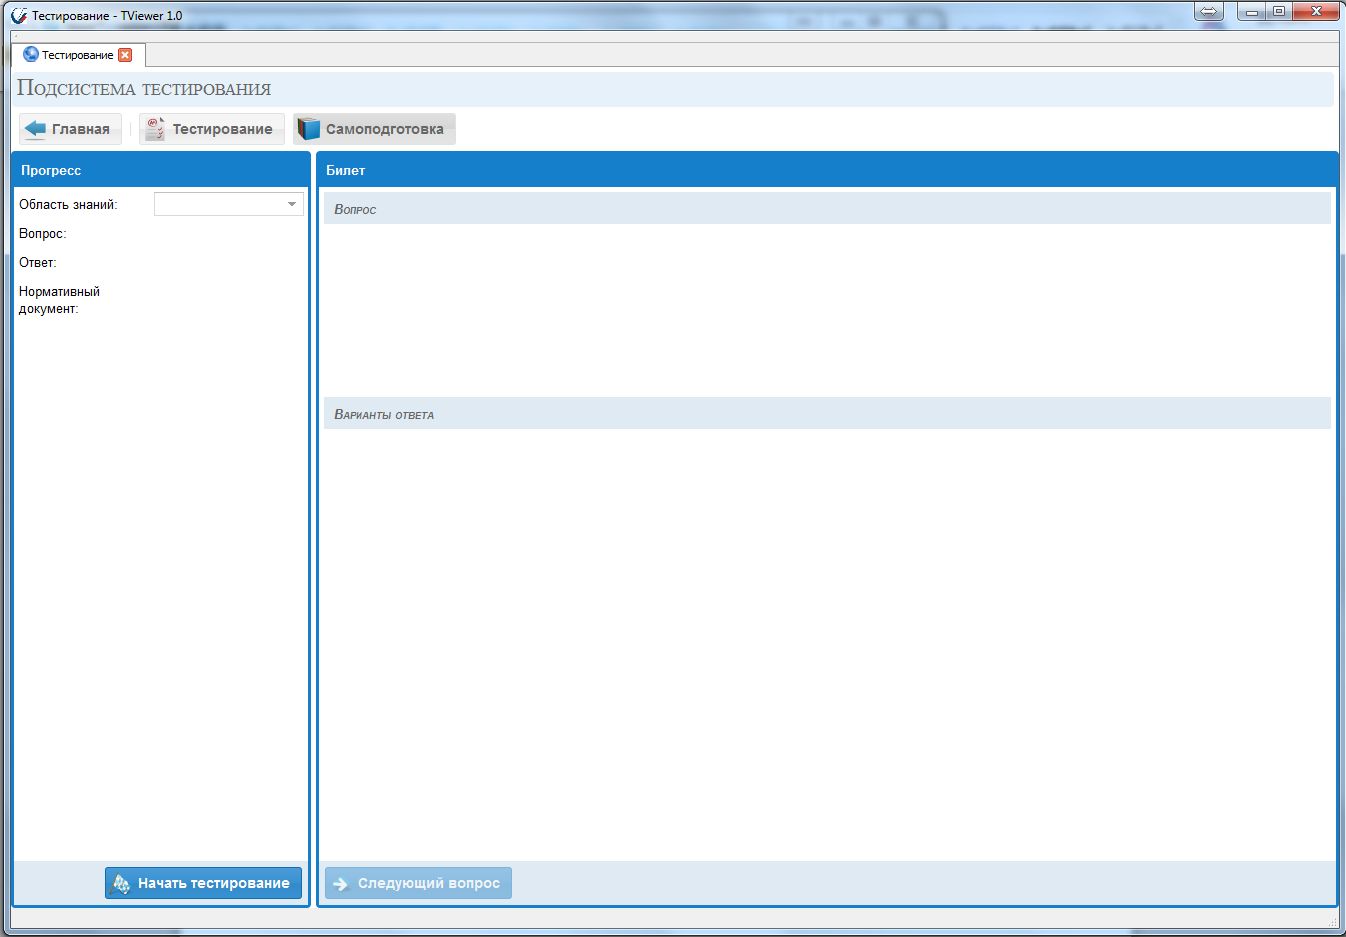 Тестирование - TViewer 1.0
Тестирование
Подсистема тестирования
Главная
Тестирование
Самоподготовка
Прогресс
Билет
Область знаний:
Вопрос:
Ответ:
Нормативный
документ:
Вопрос
Варианты ответа
Начать тестирование
Следующий вопрос